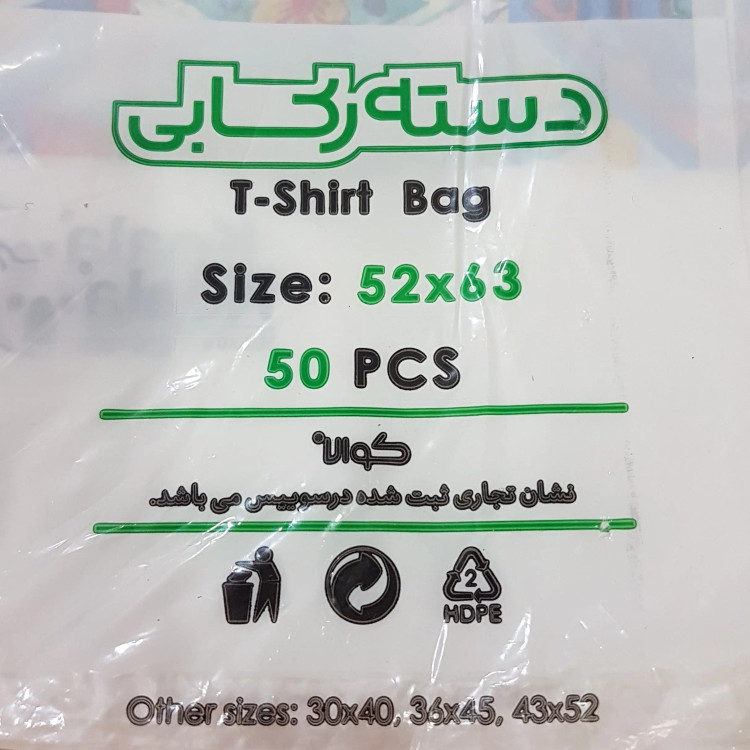 دسته رکابی
T-Shirt Bag
Size: 52x63
50 PCS
کوالا
نشان تجاری ثبت شده درسوییس می باشد.
2
HDPE
Other sizes: 30x40, 36x45, 43x52